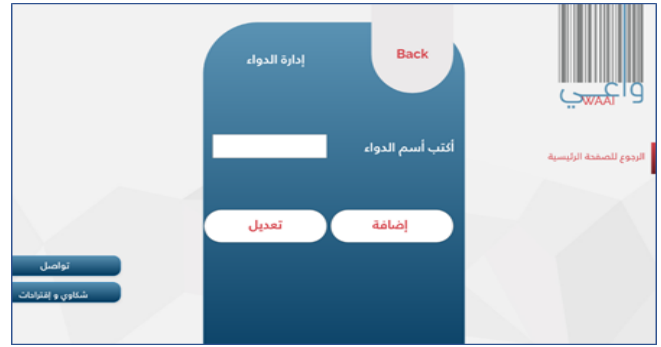 Back
إدارة الدواء
واعي
WAAI
أكتب أسم الدواء
الرجوع للصفحة الرئيسية
إضافة
تعديل
تواصل
شكاوي و إقتراحات